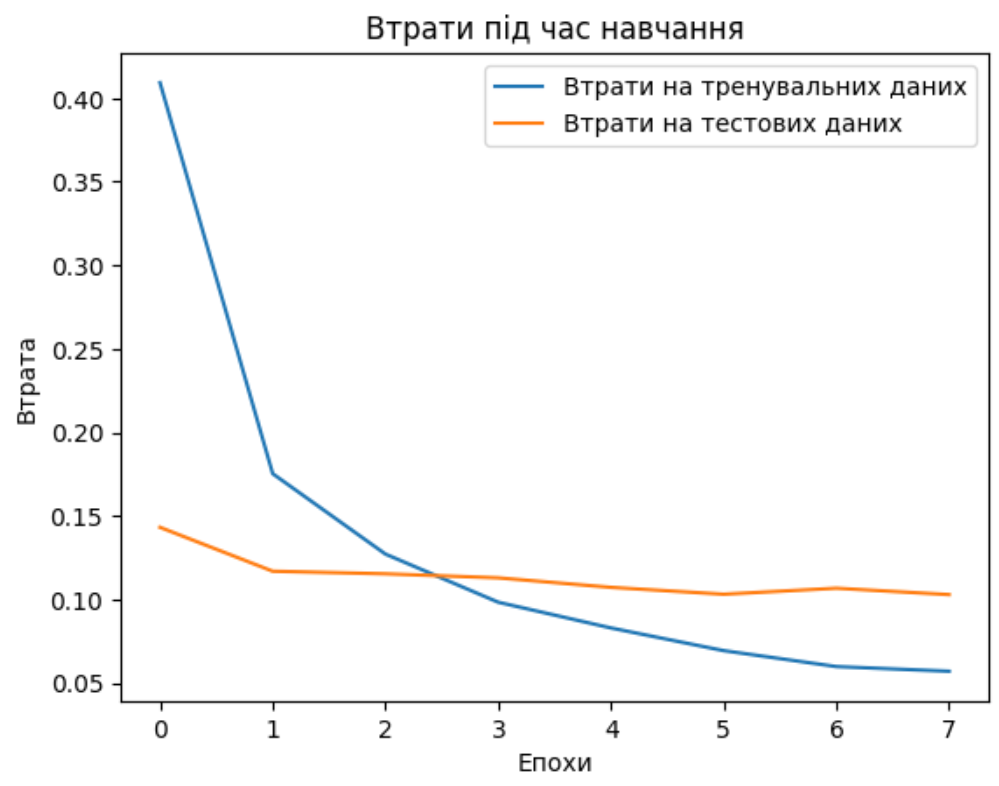 Втрати під час навчання
Втрати на тренувальних даних
Втрати на тестових даних
0.40
0.35
0.30
0.25
0.20
0.15
0.10
0.05
Втрата
0 1 2 3 4 5 6 7
Епохи